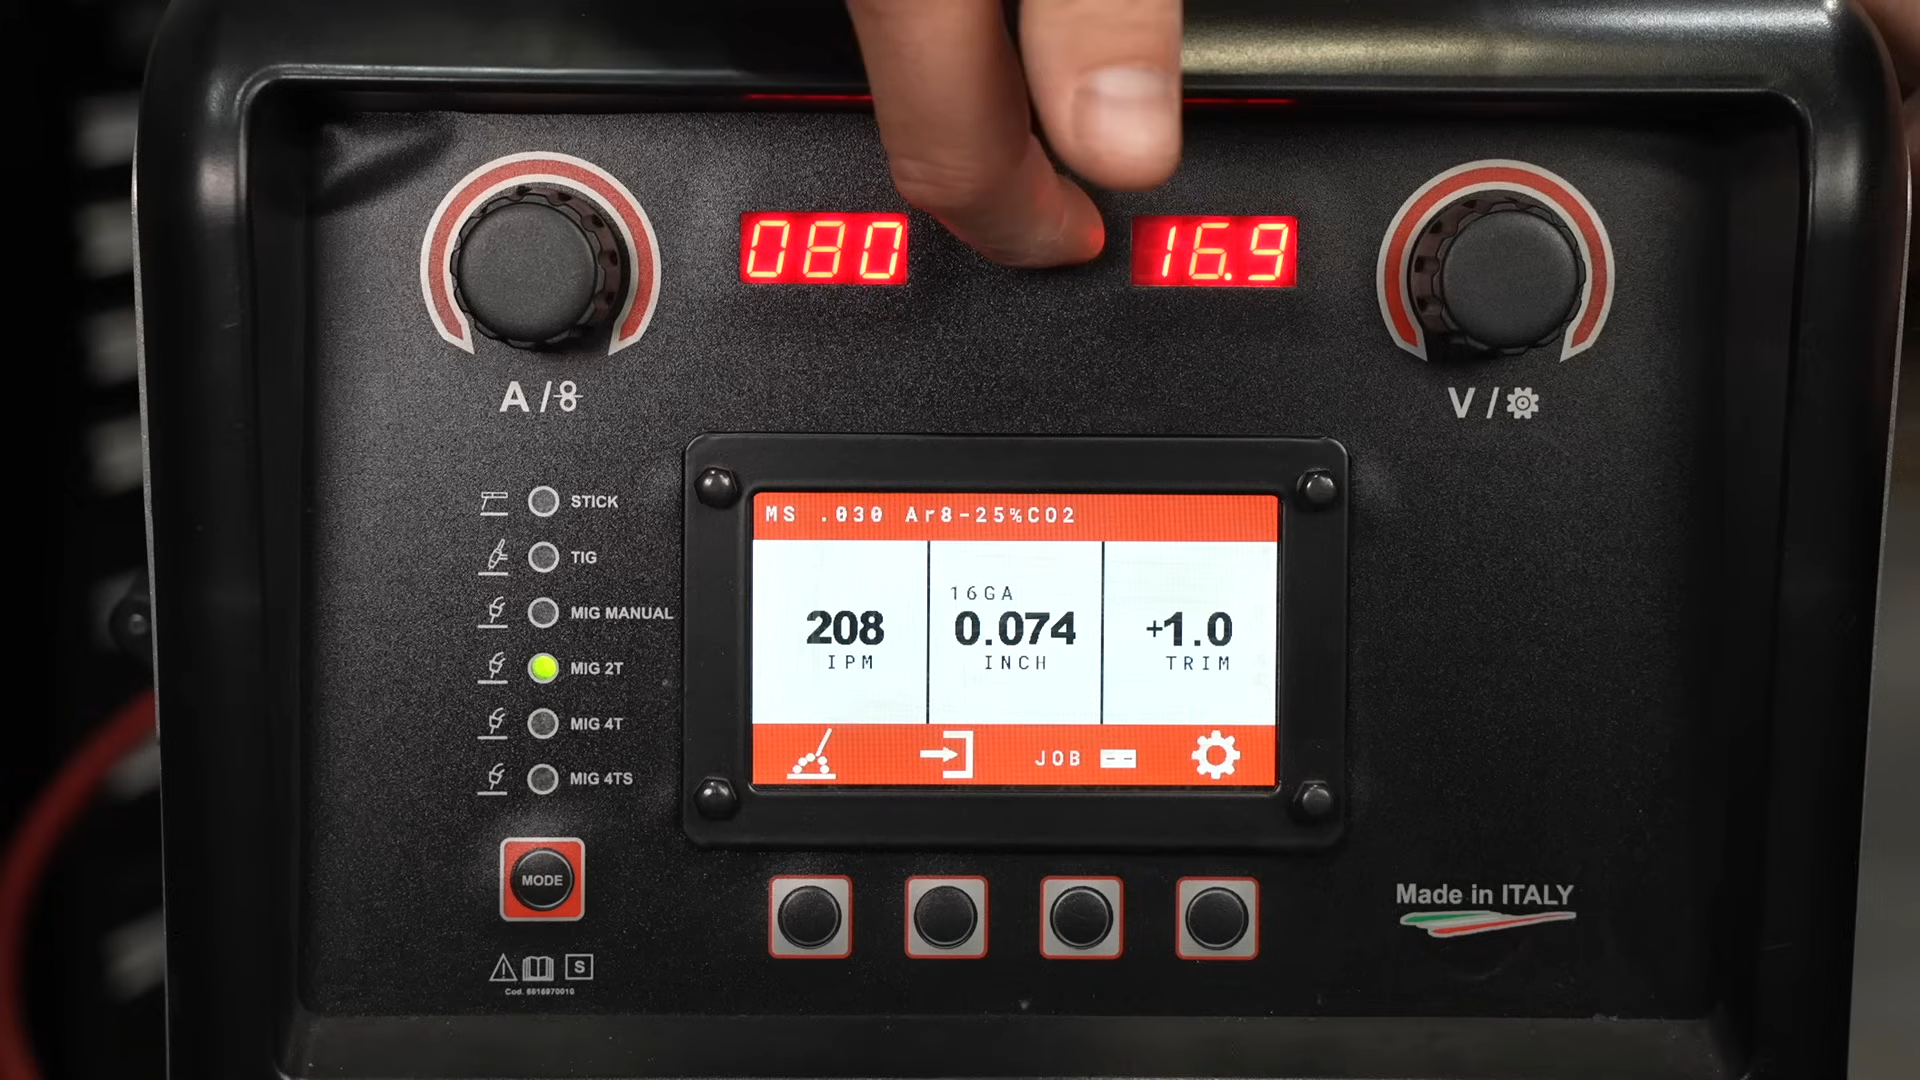 080
16.9
A /
V /
STICK
TIG
MIG MANUAL
MIG 2T
MIG 4T
MIG 4TS
MODE
S
MS .030 Ar8-25%CO2
208
IPM
16GA
0.074
INCH
+1.0
TRIM
JOB --
Made in ITALY